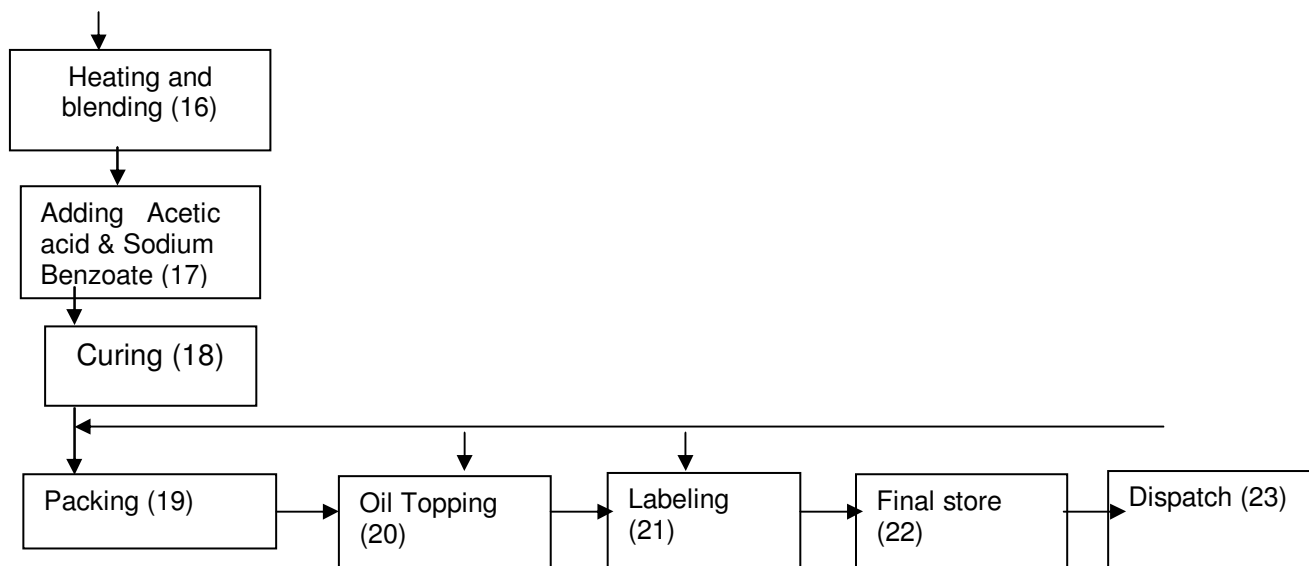 Heating and
blending (16)
Adding Acetic
acid & Sodium
Benzoate (17)
Curing (18)
Packing (19)
Oil Topping
(20)
Labeling
(21)
Final store
(22)
Dispatch (23)